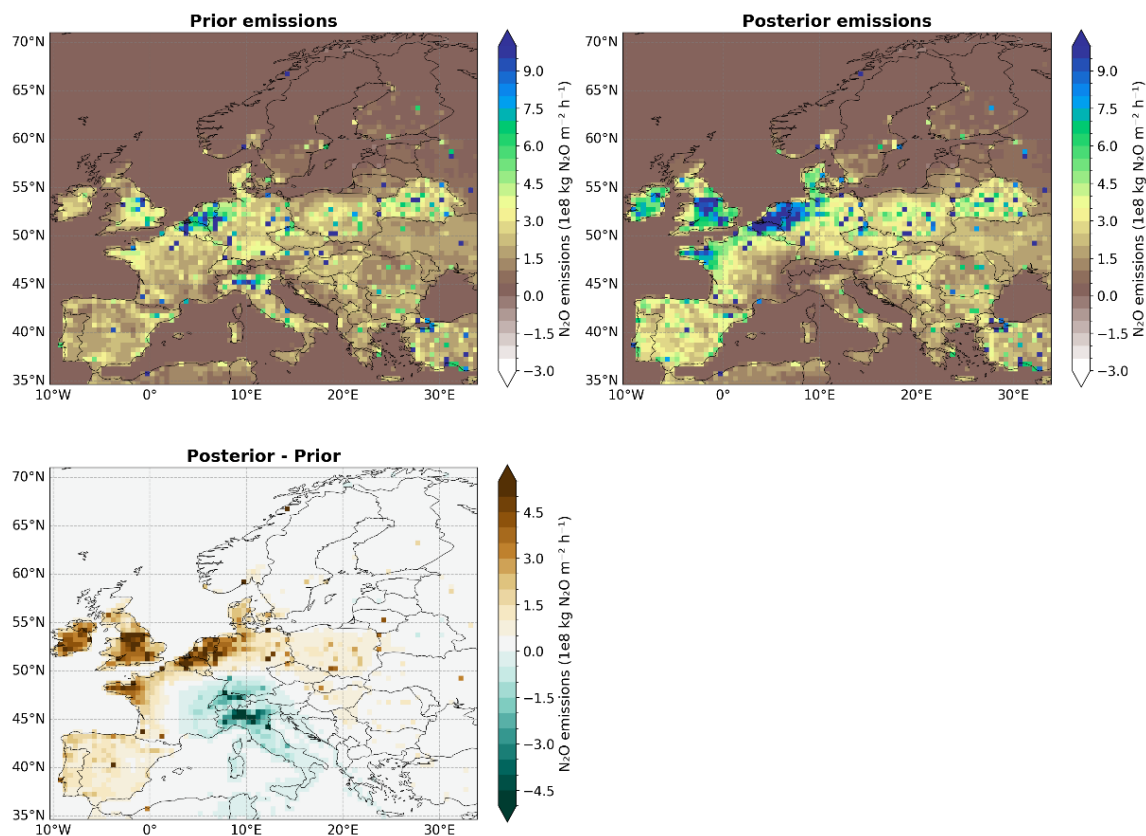 Prior emissions
70°N
65°N
60°N
55°N
50°N
45°N
40°N
35°N
10°W
0°
10°E
20°E
30°E
9.0
7.5
6.0
4.5
3.0
1.5
0.0
−1.5
−3.0
N₂O emissions (1e8 kg N₂O m⁻² h⁻¹)
Posterior emissions
70°N
65°N
60°N
55°N
50°N
45°N
40°N
35°N
10°W
0°
10°E
20°E
30°E
9.0
7.5
6.0
4.5
3.0
1.5
0.0
−1.5
−3.0
N₂O emissions (1e8 kg N₂O m⁻² h⁻¹)
Posterior - Prior
70°N
65°N
60°N
55°N
50°N
45°N
40°N
35°N
10°W
0°
10°E
20°E
30°E
4.5
3.0
1.5
0.0
−1.5
−3.0
−4.5
N₂O emissions (1e8 kg N₂O m⁻² h⁻¹)